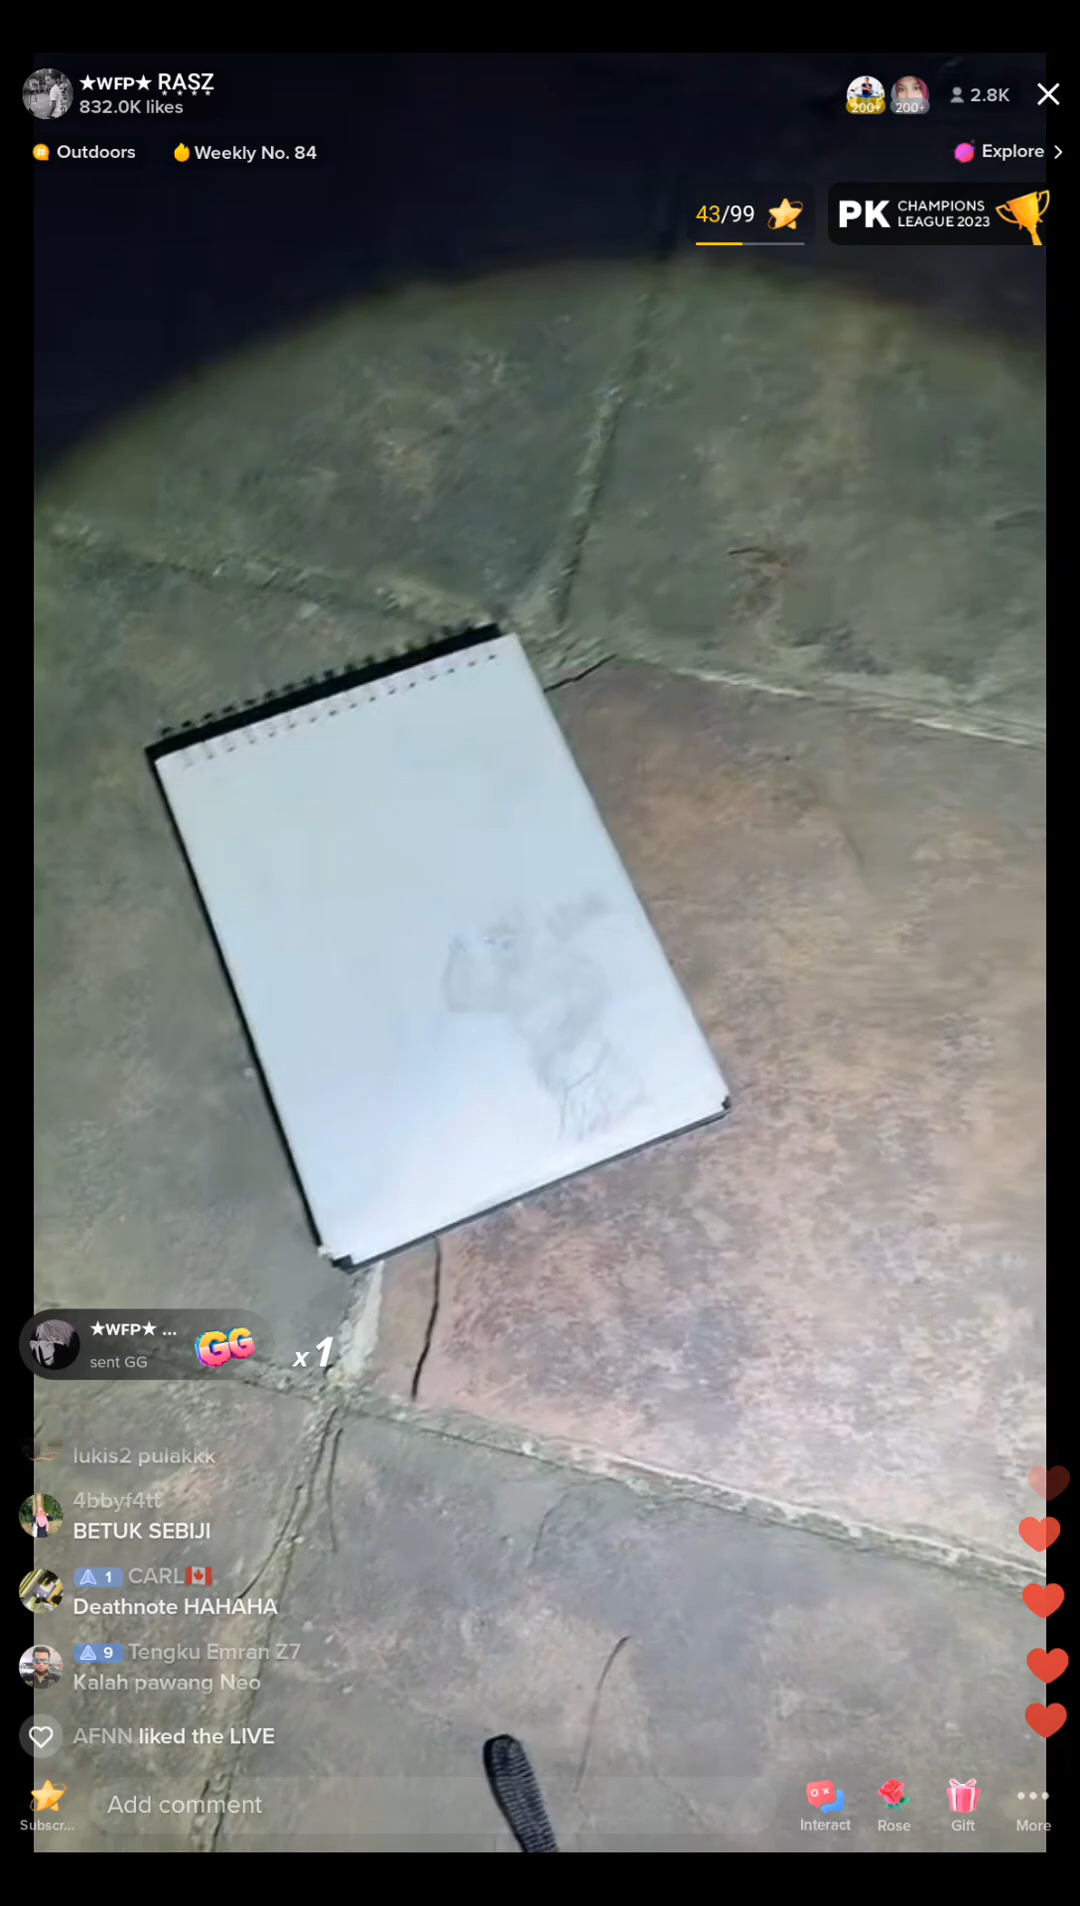 ★WFP★ RASZ
832.0K likes
200+
200+
2.8K
Outdoors
Weekly No. 84
Explore
43/99
PK CHAMPIONS
LEAGUE 2023
★WFP★ ...
sent GG
GG
x1
lukis2 pulakkk
4bbyf4tt
BETUK SEBIJI
1 CARL🇨🇦
Deathnote HAHAHA
9 Tengku Emran Z7
Kalah pawang Neo
AFNN liked the LIVE
Add comment
Subscr...
Interact
Rose
Gift
More